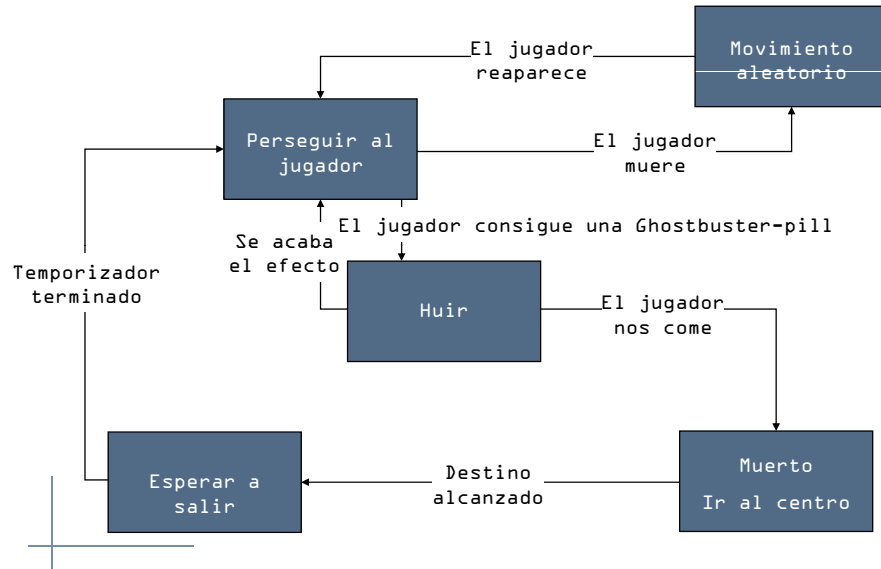 El jugador
reaparece
Movimiento
aleatorio
Perseguir al
jugador
El jugador
muere
El jugador consigue una Ghostbuster-pill
Se acaba
el efecto
Temporizador
terminado
Huir
El jugador
nos come
Esperar a
salir
Destino
alcanzado
Muerto
Ir al centro